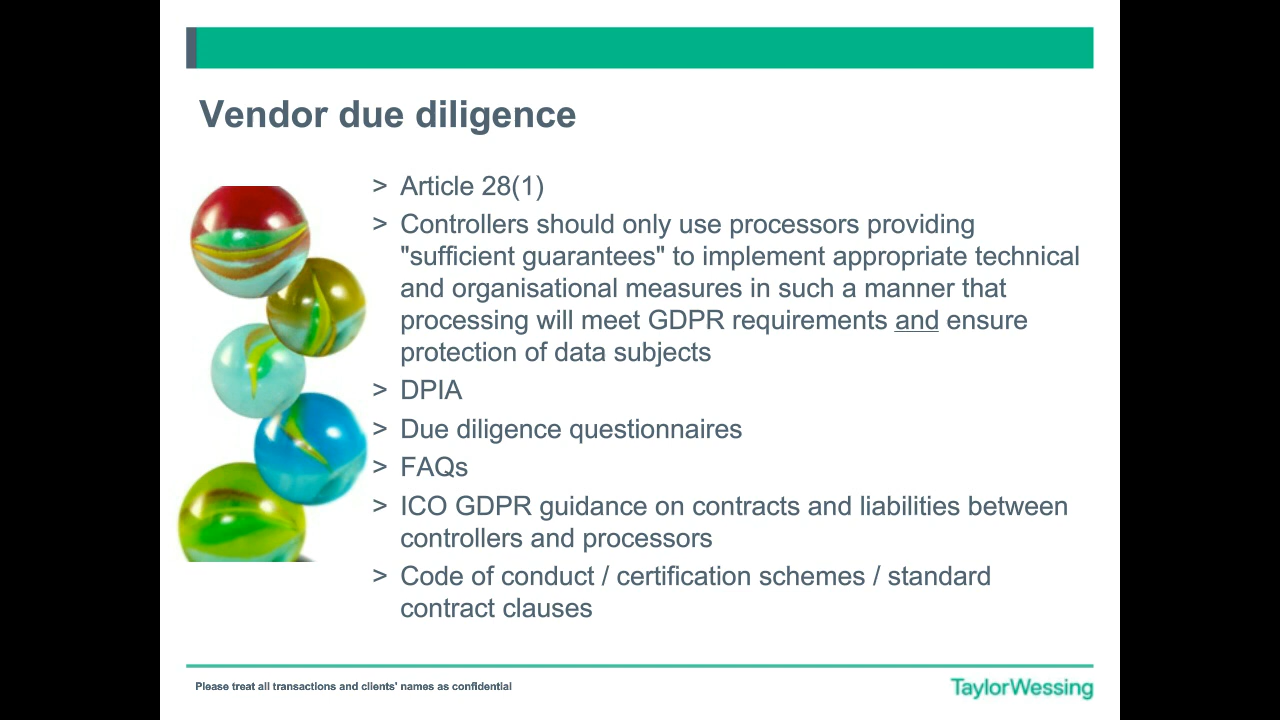 Vendor due diligence
> Article 28(1)
> Controllers should only use processors providing
"sufficient guarantees" to implement appropriate technical
and organisational measures in such a manner that
processing will meet GDPR requirements and ensure
protection of data subjects
> DPIA
> Due diligence questionnaires
> FAQs
> ICO GDPR guidance on contracts and liabilities between
controllers and processors
> Code of conduct / certification schemes / standard
contract clauses
Please treat all transactions and clients' names as confidential
TaylorWessing